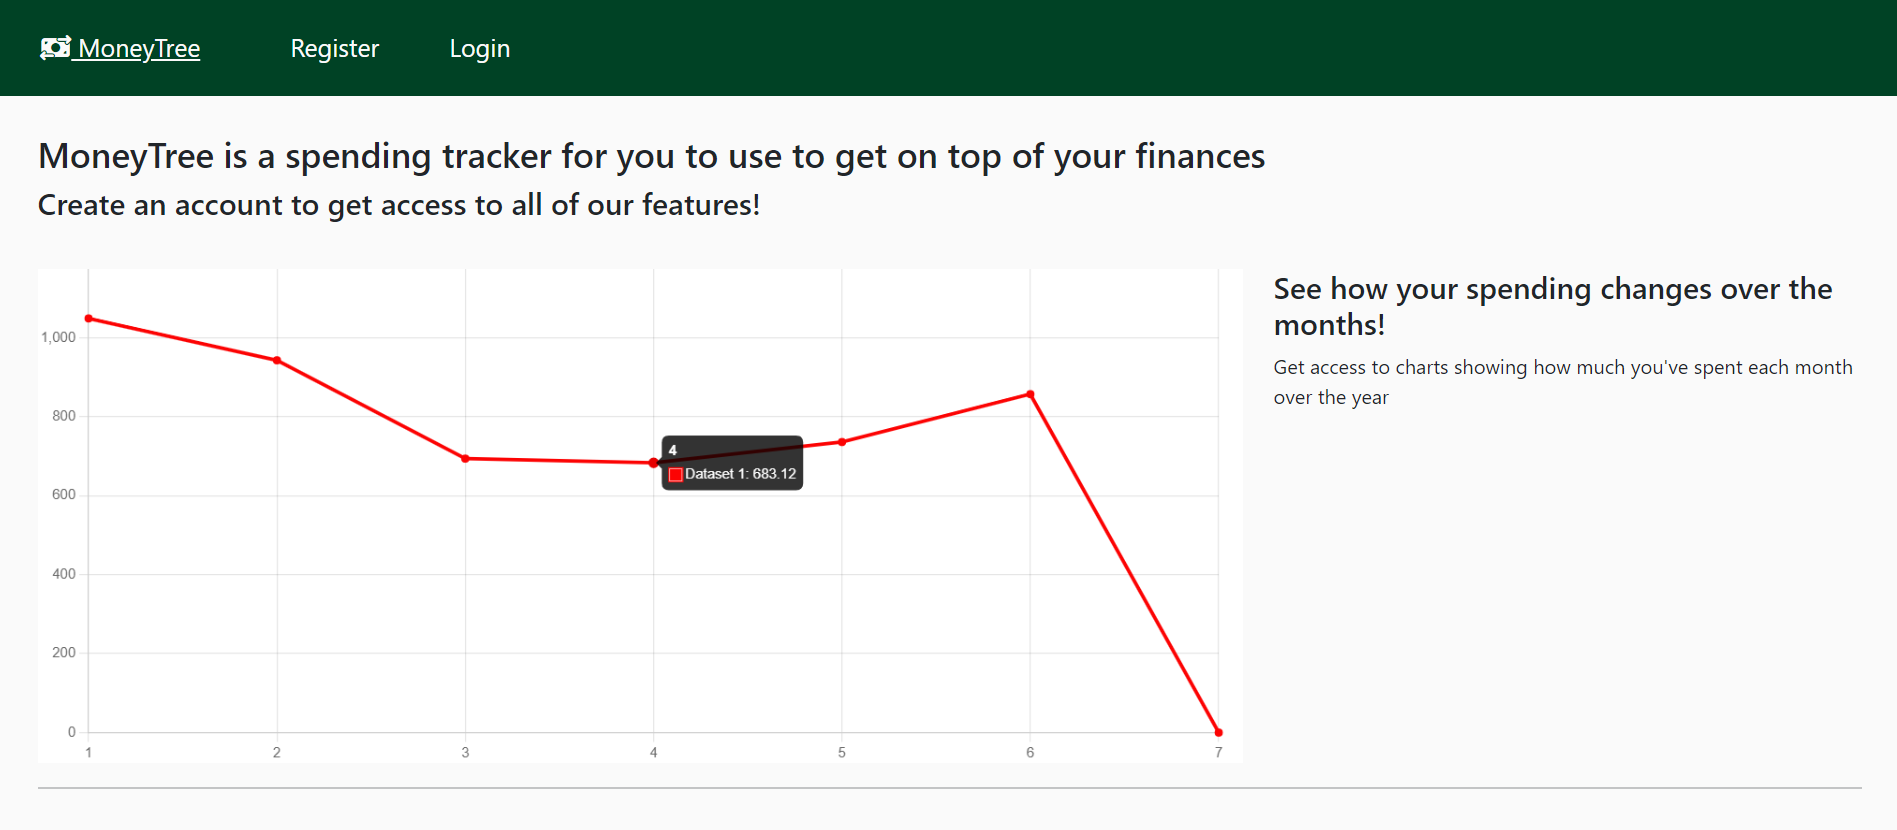 MoneyTree Register Login
MoneyTree is a spending tracker for you to use to get on top of your finances
Create an account to get access to all of our features!
1,000
800
600
400
200
0
4
Dataset 1: 683.12
1 2 3 4 5 6 7
See how your spending changes over the
months!
Get access to charts showing how much you've spent each month
over the year